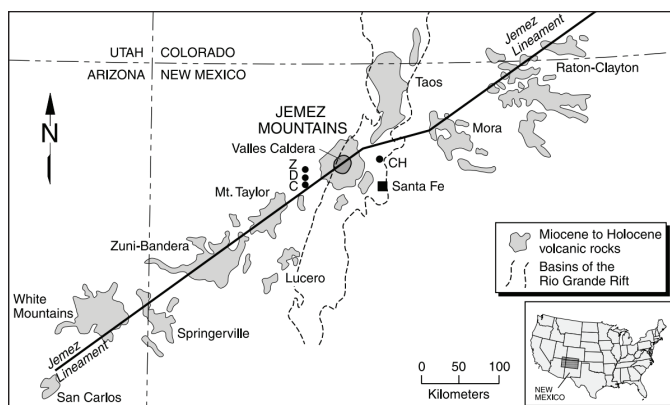 Jemez
Lineament
UTAH
COLORADO
ARIZONA
NEW MEXICO
Raton-Clayton
Taos
N
JEMEZ
MOUNTAINS
Mora
Valles Caldera
Z
D
C
CH
Mt. Taylor
Santa Fe
Zuni-Bandera
Lucero
White
Mountains
Springerville
Jemez
Lineament
San Carlos
Miocene to Holocene
volcanic rocks
Basins of the
Rio Grande Rift
0 50 100
Kilometers
NEW
MEXICO